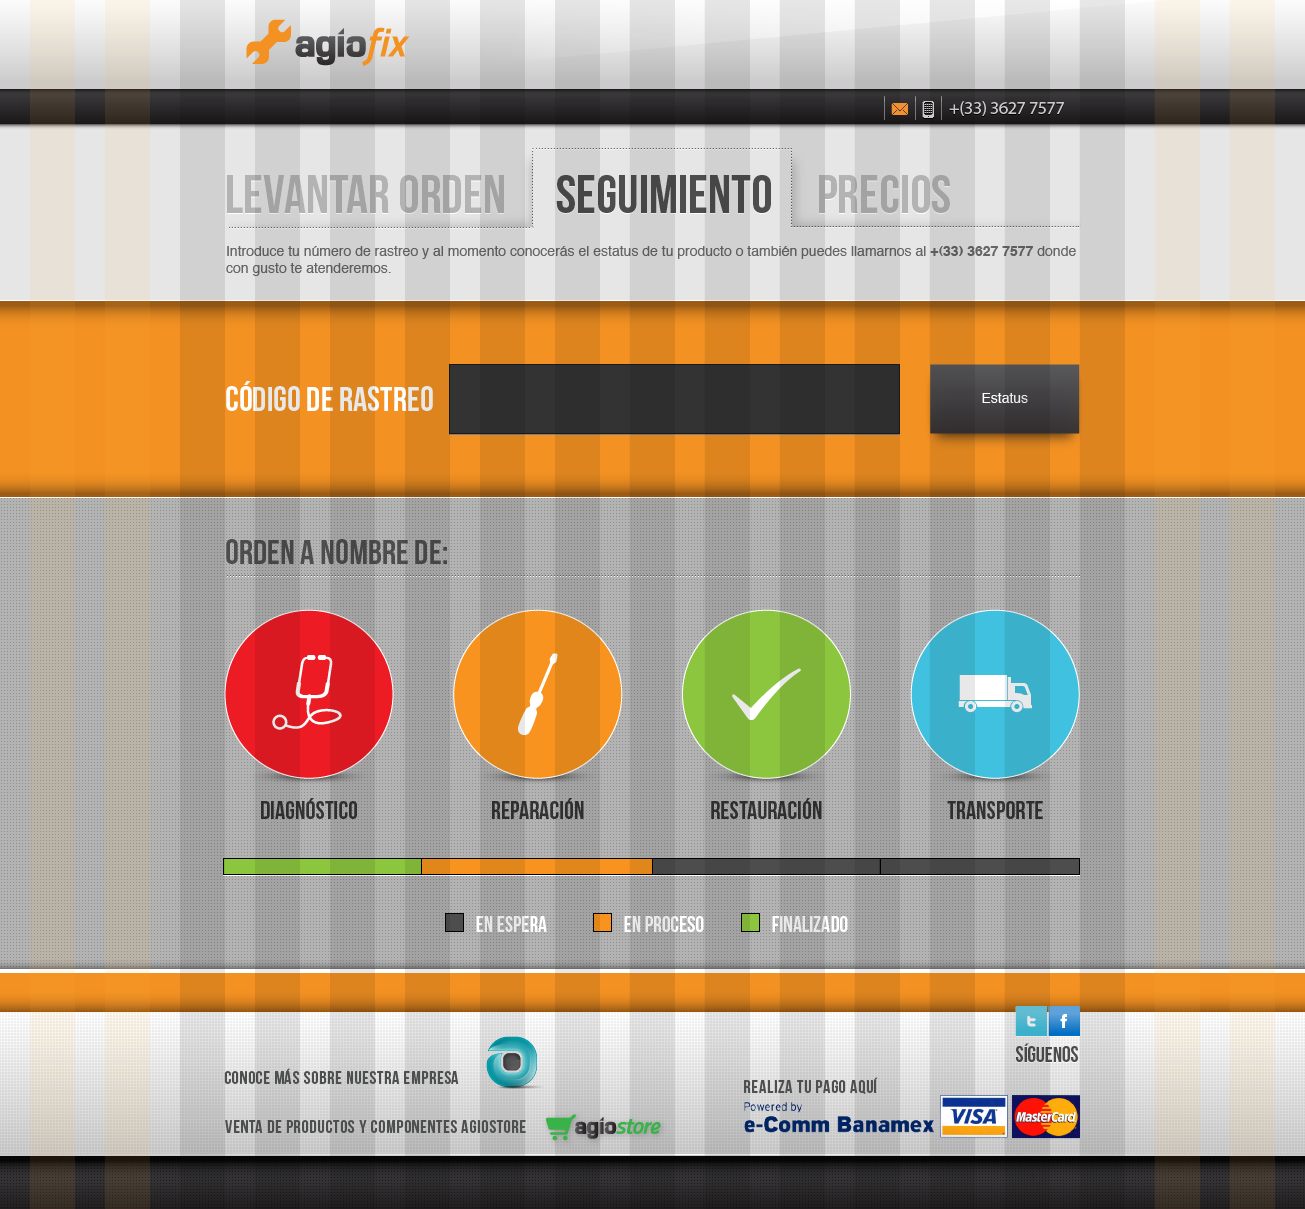 agiofix
+(33) 3627 7577
LEVANTAR ORDEN
SEGUIMIENTO
PRECIOS
Introduce tu número de rastreo y al momento conocerás el estatus de tu producto o también puedes llamarnos al +(33) 3627 7577 donde
con gusto te atenderemos.
CÓDIGO DE RASTREO
Estatus
ORDEN A NOMBRE DE:
DIAGNÓSTICO
REPARACIÓN
RESTAURACIÓN
TRANSPORTE
EN ESPERA
EN PROCESO
FINALIZADO
SÍGUENOS
CONOCE MÁS SOBRE NUESTRA EMPRESA
REALIZA TU PAGO AQUÍ
Powered by
e-Comm Banamex
VISA
MasterCard
VENTA DE PRODUCTOS Y COMPONENTES AGIOSTORE
agiostore